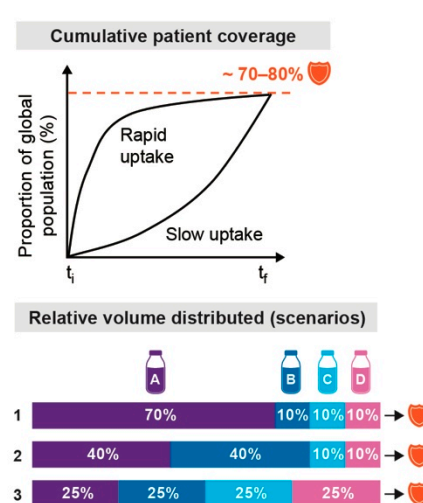 Cumulative patient coverage
~ 70–80%
Proportion of global
population (%)
Rapid
uptake
Slow uptake
tᵢ
t_f
Relative volume distributed (scenarios)
A B C D
1 70% 10% 10% 10%
2 40% 40% 10% 10%
3 25% 25% 25% 25%